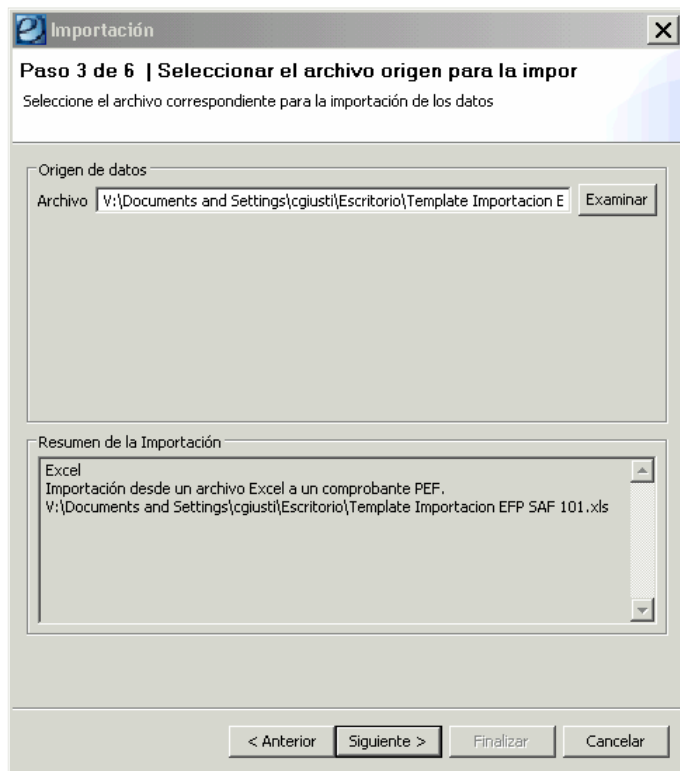 Importación
Paso 3 de 6 | Seleccionar el archivo origen para la impor
Seleccione el archivo correspondiente para la importación de los datos
Origen de datos
Archivo V:\Documents and Settings\cgiusti\Escritorio\Template Importacion E Examinar
Resumen de la Importación
Excel
Importación desde un archivo Excel a un comprobante PEF.
V:\Documents and Settings\cgiusti\Escritorio\Template Importacion EFP SAF 101.xls
< Anterior Siguiente > Finalizar Cancelar